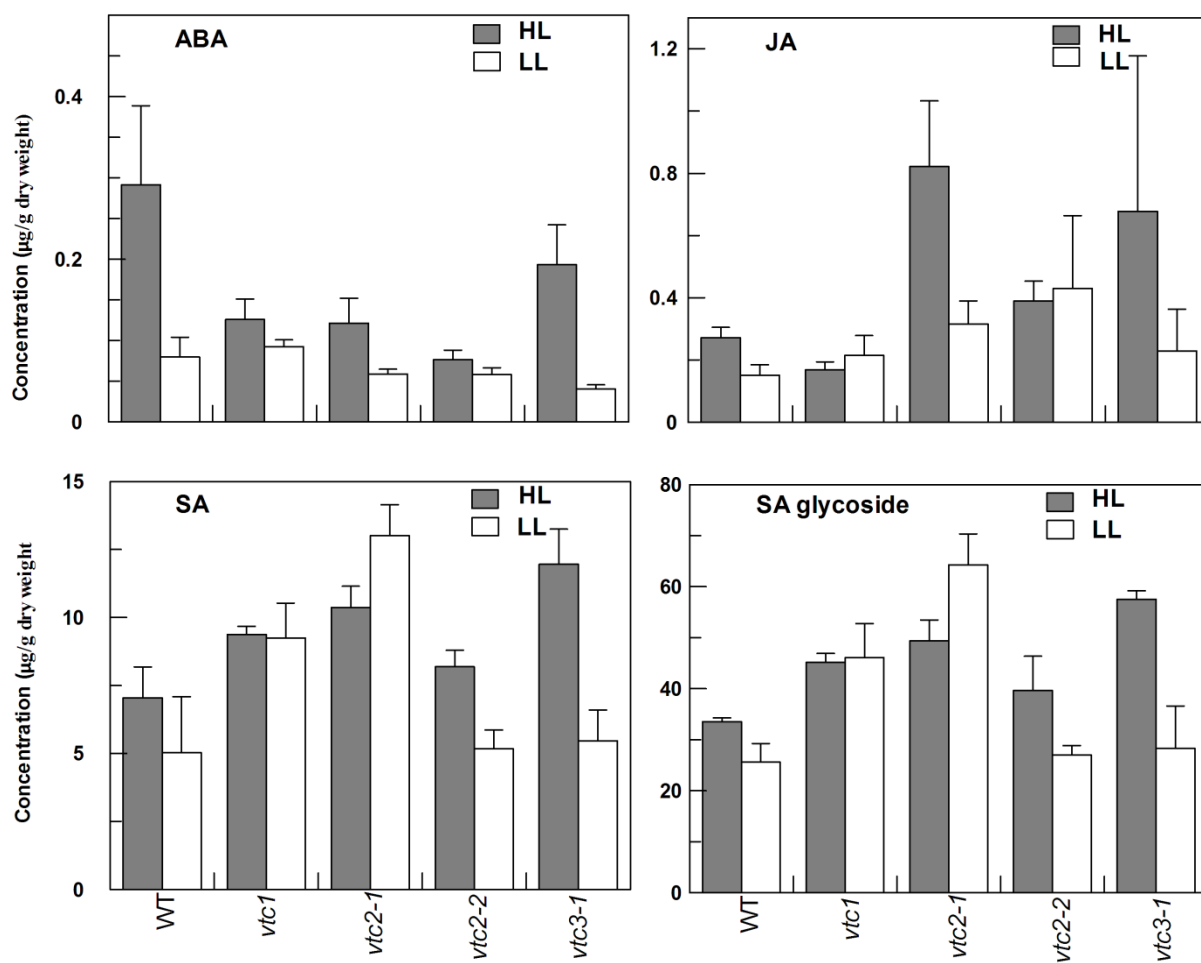 ABA
HL
LL
0.4
0.2
0
Concentration (µg/g dry weight)
JA
HL
LL
1.2
0.8
0.4
0
SA
HL
LL
15
10
5
0
Concentration (µg/g dry weight
WT
vtc1
vtc2-1
vtc2-2
vtc3-1
SA glycoside
HL
LL
80
60
40
20
0
WT
vtc1
vtc2-1
vtc2-2
vtc3-1